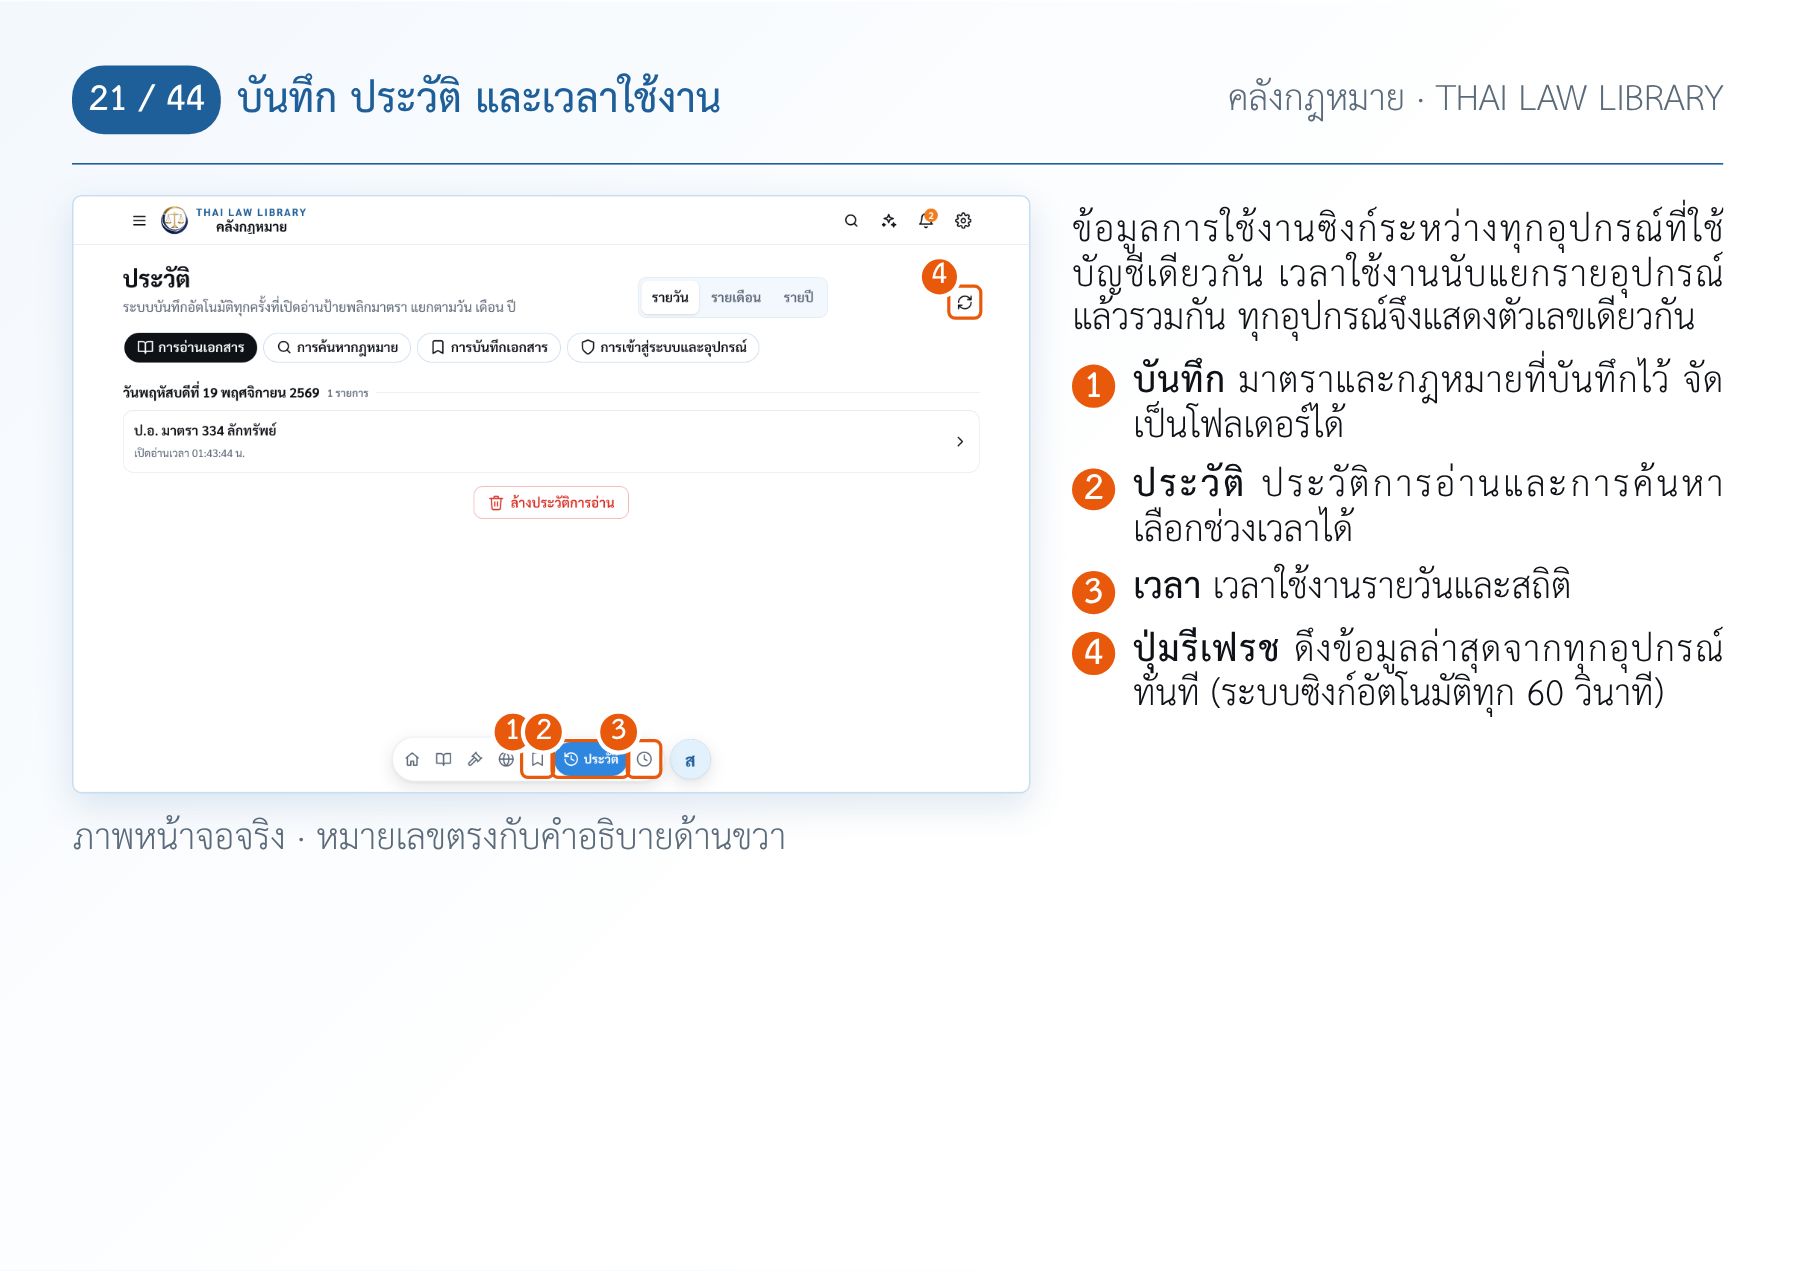 21 / 44 บันทึก ประวัติ และเวลาใช้งาน
คลังกฎหมาย · THAI LAW LIBRARY
THAI LAW LIBRARY
คลังกฎหมาย
2
ประวัติ
ระบบบันทึกอัตโนมัติทุกครั้งที่เปิดอ่านป้ายพลิกมาตรา แยกตามวัน เดือน ปี
รายวัน รายเดือน รายปี
4
การอ่านเอกสาร การค้นหากฎหมาย การบันทึกเอกสาร การเข้าสู่ระบบและอุปกรณ์
วันพฤหัสบดีที่ 19 พฤศจิกายน 2569 1 รายการ
ป.อ. มาตรา 334 ลักทรัพย์
เปิดอ่านเวลา 01:43:44 น.
ล้างประวัติการอ่าน
1 2 3
ประวัติ ส
ภาพหน้าจอจริง · หมายเลขตรงกับคำอธิบายด้านขวา
ข้อมูลการใช้งานซิงก์ระหว่างทุกอุปกรณ์ที่ใช้
บัญชีเดียวกัน เวลาใช้งานนับแยกรายอุปกรณ์
แล้วรวมกัน ทุกอุปกรณ์จึงแสดงตัวเลขเดียวกัน
1 บันทึก มาตราและกฎหมายที่บันทึกไว้ จัด
เป็นโฟลเดอร์ได้
2 ประวัติ ประวัติการอ่านและการค้นหา
เลือกช่วงเวลาได้
3 เวลา เวลาใช้งานรายวันและสถิติ
4 ปุ่มรีเฟรช ดึงข้อมูลล่าสุดจากทุกอุปกรณ์
ทันที (ระบบซิงก์อัตโนมัติทุก 60 วินาที)